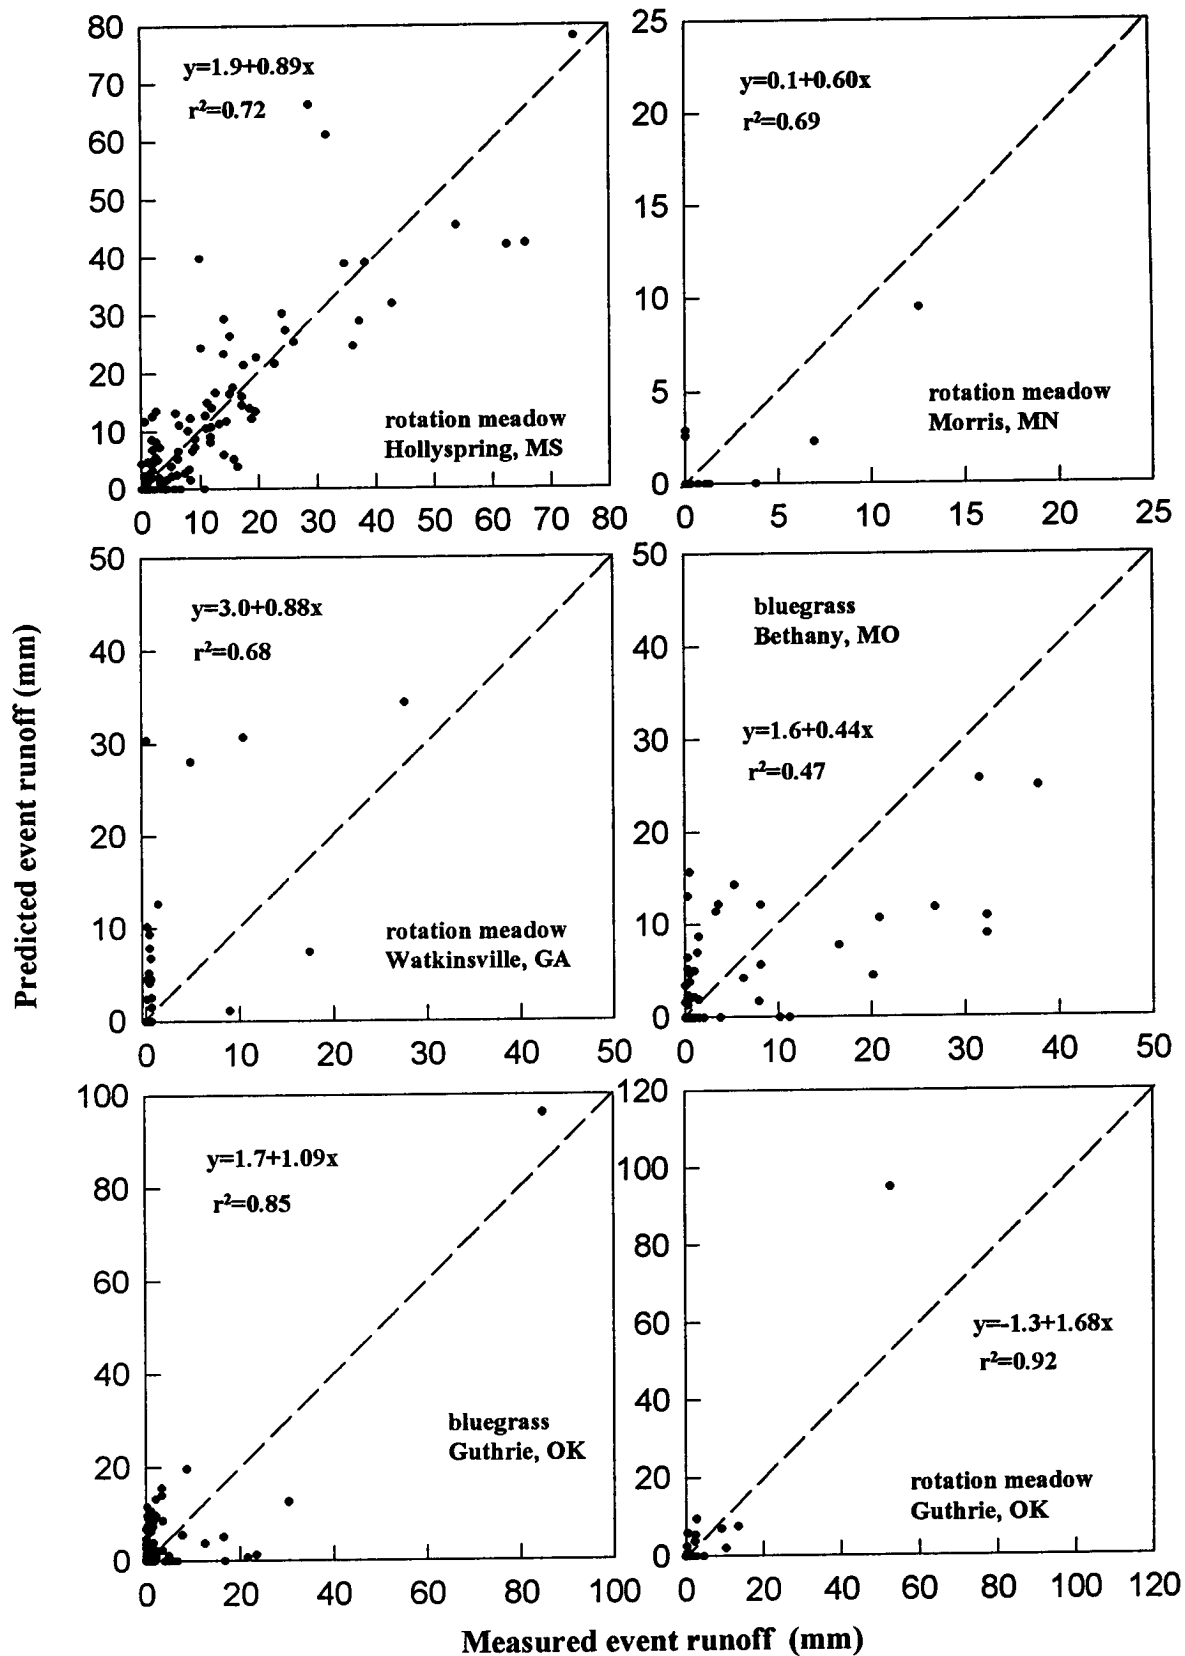 80
70
60
50
40
30
20
10
0
y=1.9+0.89x
r²=0.72
rotation meadow
Hollyspring, MS
0 10 20 30 40 50 60 70 80
25
20
15
10
5
0
y=0.1+0.60x
r²=0.69
rotation meadow
Morris, MN
0 5 10 15 20 25
Predicted event runoff (mm)
50
40
30
20
10
0
y=3.0+0.88x
r²=0.68
rotation meadow
Watkinsville, GA
0 10 20 30 40 50
50
40
30
20
10
0
bluegrass
Bethany, MO
y=1.6+0.44x
r²=0.47
0 10 20 30 40 50
100
80
60
40
20
0
y=1.7+1.09x
r²=0.85
bluegrass
Guthrie, OK
0 20 40 60 80 100
120
100
80
60
40
20
0
y=-1.3+1.68x
r²=0.92
rotation meadow
Guthrie, OK
0 20 40 60 80 100 120
Measured event runoff (mm)